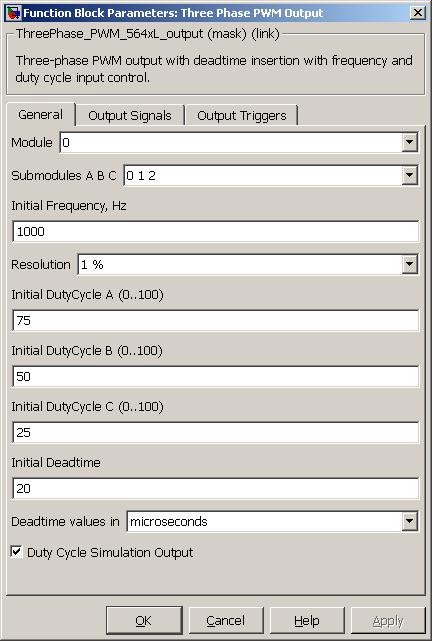 Function Block Parameters: Three Phase PWM Output
ThreePhase_PWM_564xL_output (mask) (link)
Three-phase PWM output with deadtime insertion with frequency and
duty cycle input control.
General Output Signals Output Triggers
Module 0
Submodules A B C 0 1 2
Initial Frequency, Hz
1000
Resolution 1 %
Initial DutyCycle A (0..100)
75
Initial DutyCycle B (0..100)
50
Initial DutyCycle C (0..100)
25
Initial Deadtime
20
Deadtime values in microseconds
Duty Cycle Simulation Output
OK Cancel Help Apply